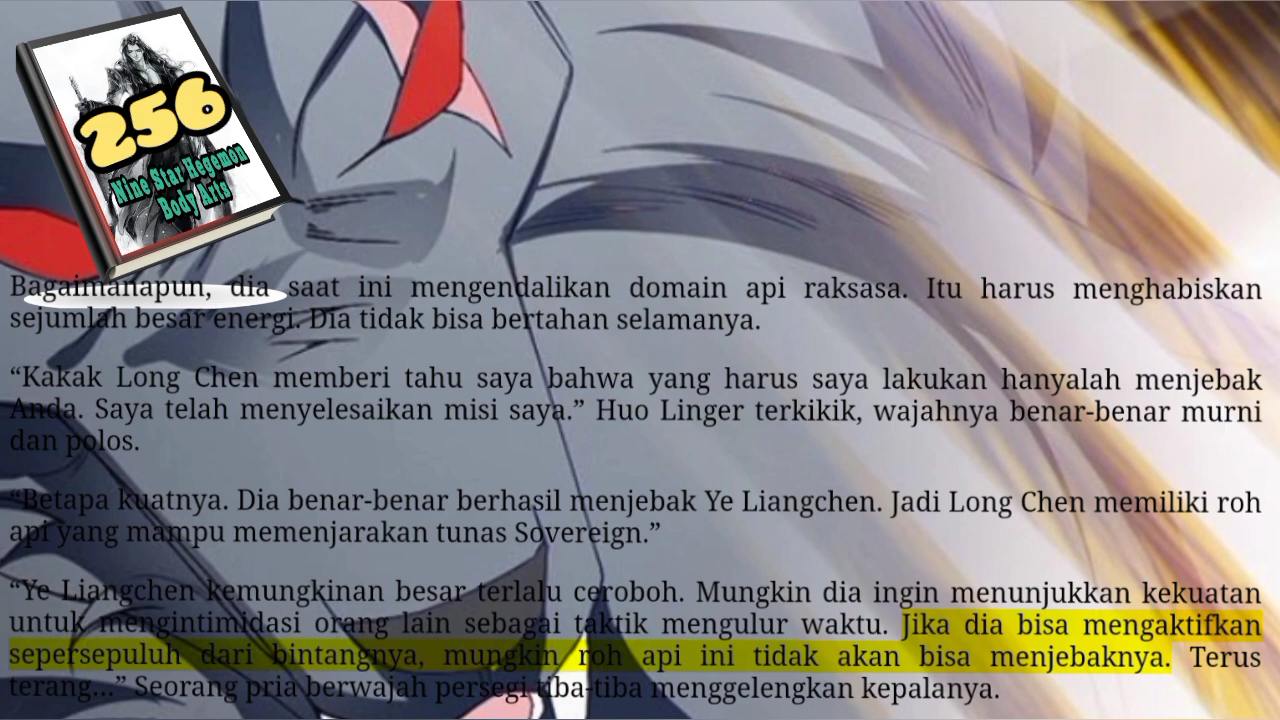 256
Nine Star Hegemon
Body Arts
Bagaimanapun, dia saat ini mengendalikan domain api raksasa. Itu harus menghabiskan
sejumlah besar energi. Dia tidak bisa bertahan selamanya.
“Kakak Long Chen memberi tahu saya bahwa yang harus saya lakukan hanyalah menjebak
Anda. Saya telah menyelesaikan misi saya.” Huo Linger terkikik, wajahnya benar-benar murni
dan polos.
“Betapa kuatnya. Dia benar-benar berhasil menjebak Ye Liangchen. Jadi Long Chen memiliki roh
api yang mampu memenjarakan tunas Sovereign.”
“Ye Liangchen kemungkinan besar terlalu ceroboh. Mungkin dia ingin menunjukkan kekuatan
untuk mengintimidasi orang lain sebagai taktik mengulur waktu. Jika dia bisa mengaktifkan
sepersepuluh dari bintangnya, mungkin roh api ini tidak akan bisa menjebaknya. Terus
terang...” Seorang pria berwajah persegi tiba-tiba menggelengkan kepalanya.